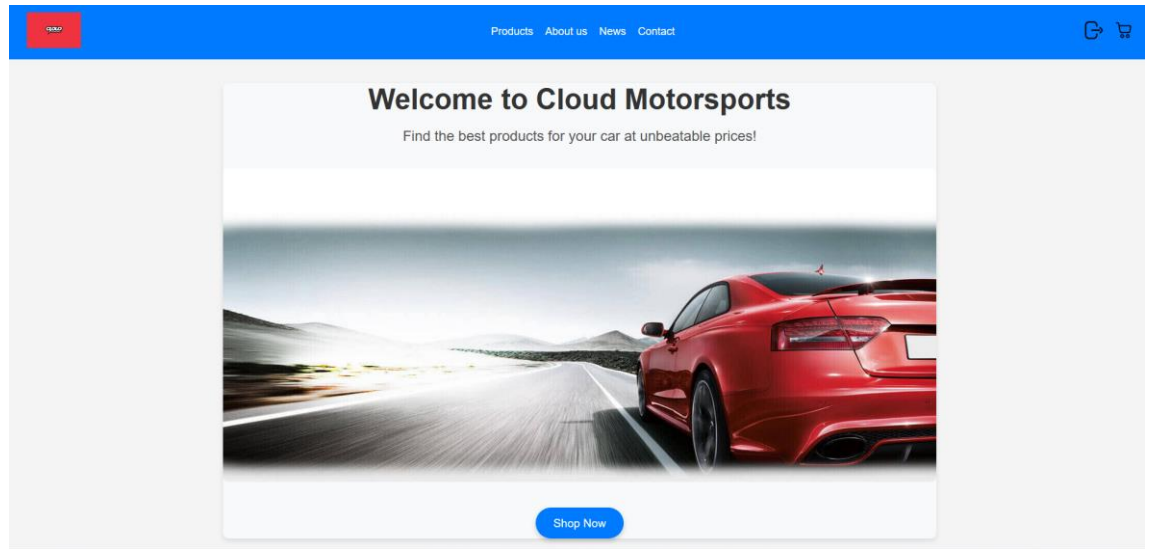 Products About us News Contact
Welcome to Cloud Motorsports
Find the best products for your car at unbeatable prices!
Shop Now